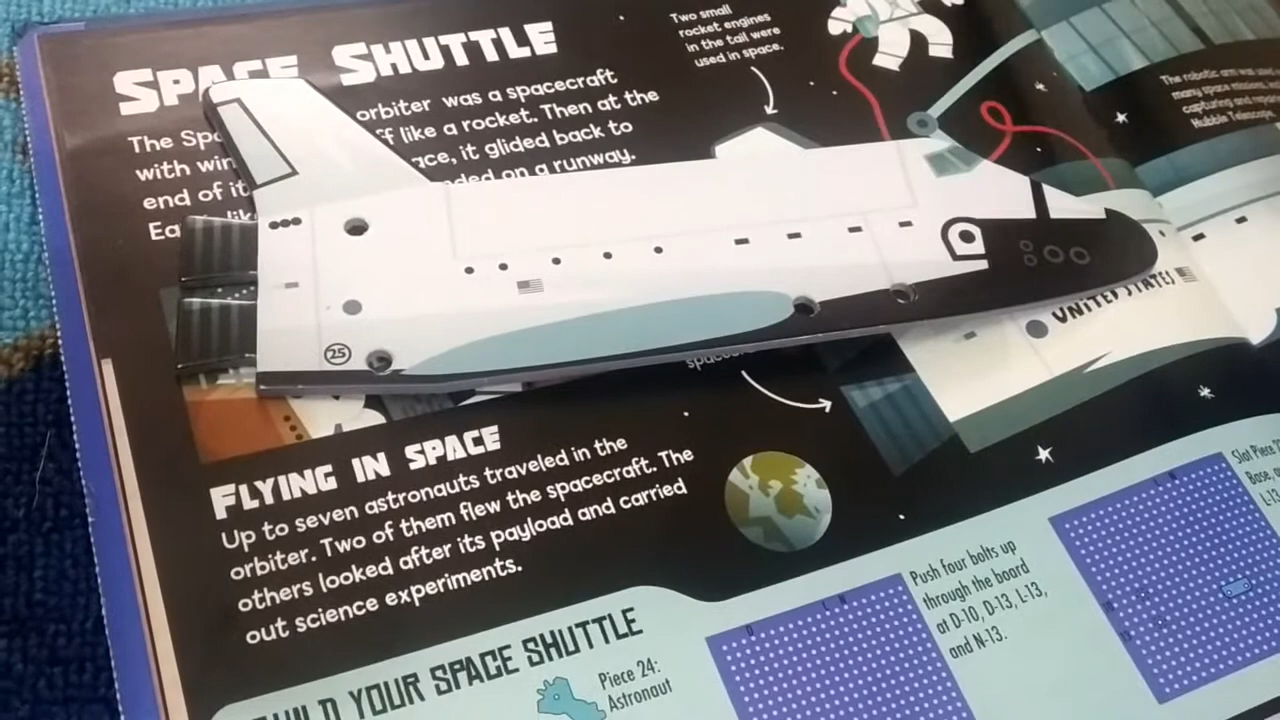 SPACE SHUTTLE
The Spa orbiter was a spacecraft
with win ff like a rocket. Then at the
end of it ace, it glided back to
Ea lik nded on a runway.
Two small
rocket engines
in the tail were
used in space.
The robotic arm was used
many space missions,
capturing and
Hubble Telescope.
25
UNITED STATES
FLYING IN SPACE
Up to seven astronauts traveled in the
orbiter. Two of them flew the spacecraft. The
others looked after its payload and carried
out science experiments.
BUILD YOUR SPACE SHUTTLE
Piece 24:
Astronaut
D L N
Push four bolts up
through the board
at D-10, D-13, L-13,
and N-13.
L N
Slot Piece
Base,